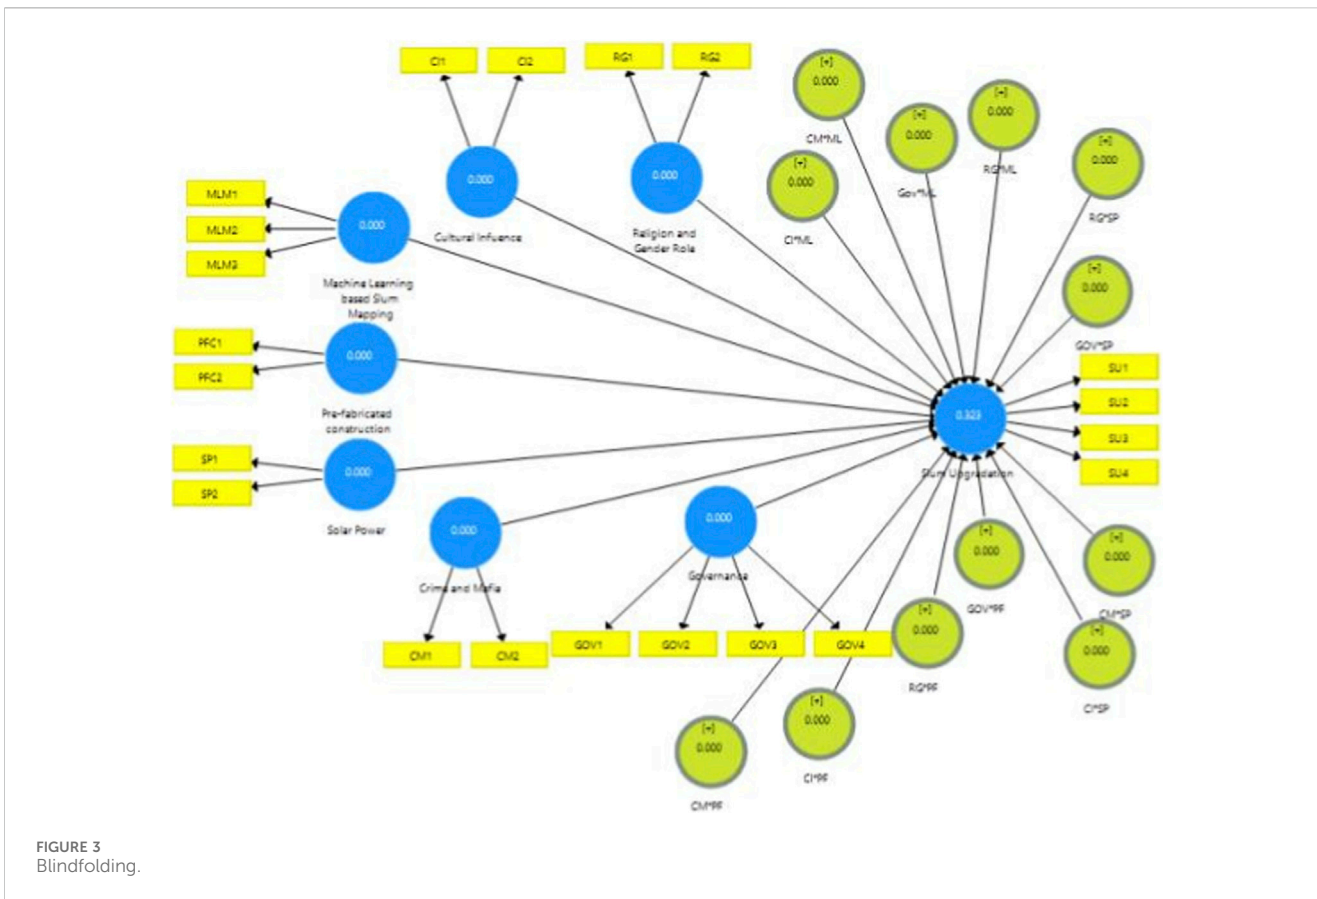 CI1
CI2
RG1
RG2
[+]
0.000
CM*ML
[+]
0.000
Gov*ML
[+]
0.000
RG*ML
[+]
0.000
RG*SP
[+]
0.000
CI*ML
0.000
Cultural Infuence
0.000
Religion and
Gender Role
MLM1
MLM2
MLM3
0.000
Machine Learning
based Slum
Mapping
[+]
0.000
GOV*SP
PFC1
PFC2
0.000
Pre-fabricated
construction
SU1
SU2
SU3
SU4
0.323
Slum Upgradation
SP1
SP2
0.000
Solar Power
0.000
Crime and Mafia
0.000
Governance
CM1
CM2
GOV1
GOV2
GOV3
GOV4
[+]
0.000
GOV*PF
[+]
0.000
CM*SP
[+]
0.000
RG*PF
[+]
0.000
CI*SP
[+]
0.000
CM*PF
[+]
0.000
CI*PF
FIGURE 3
Blindfolding.